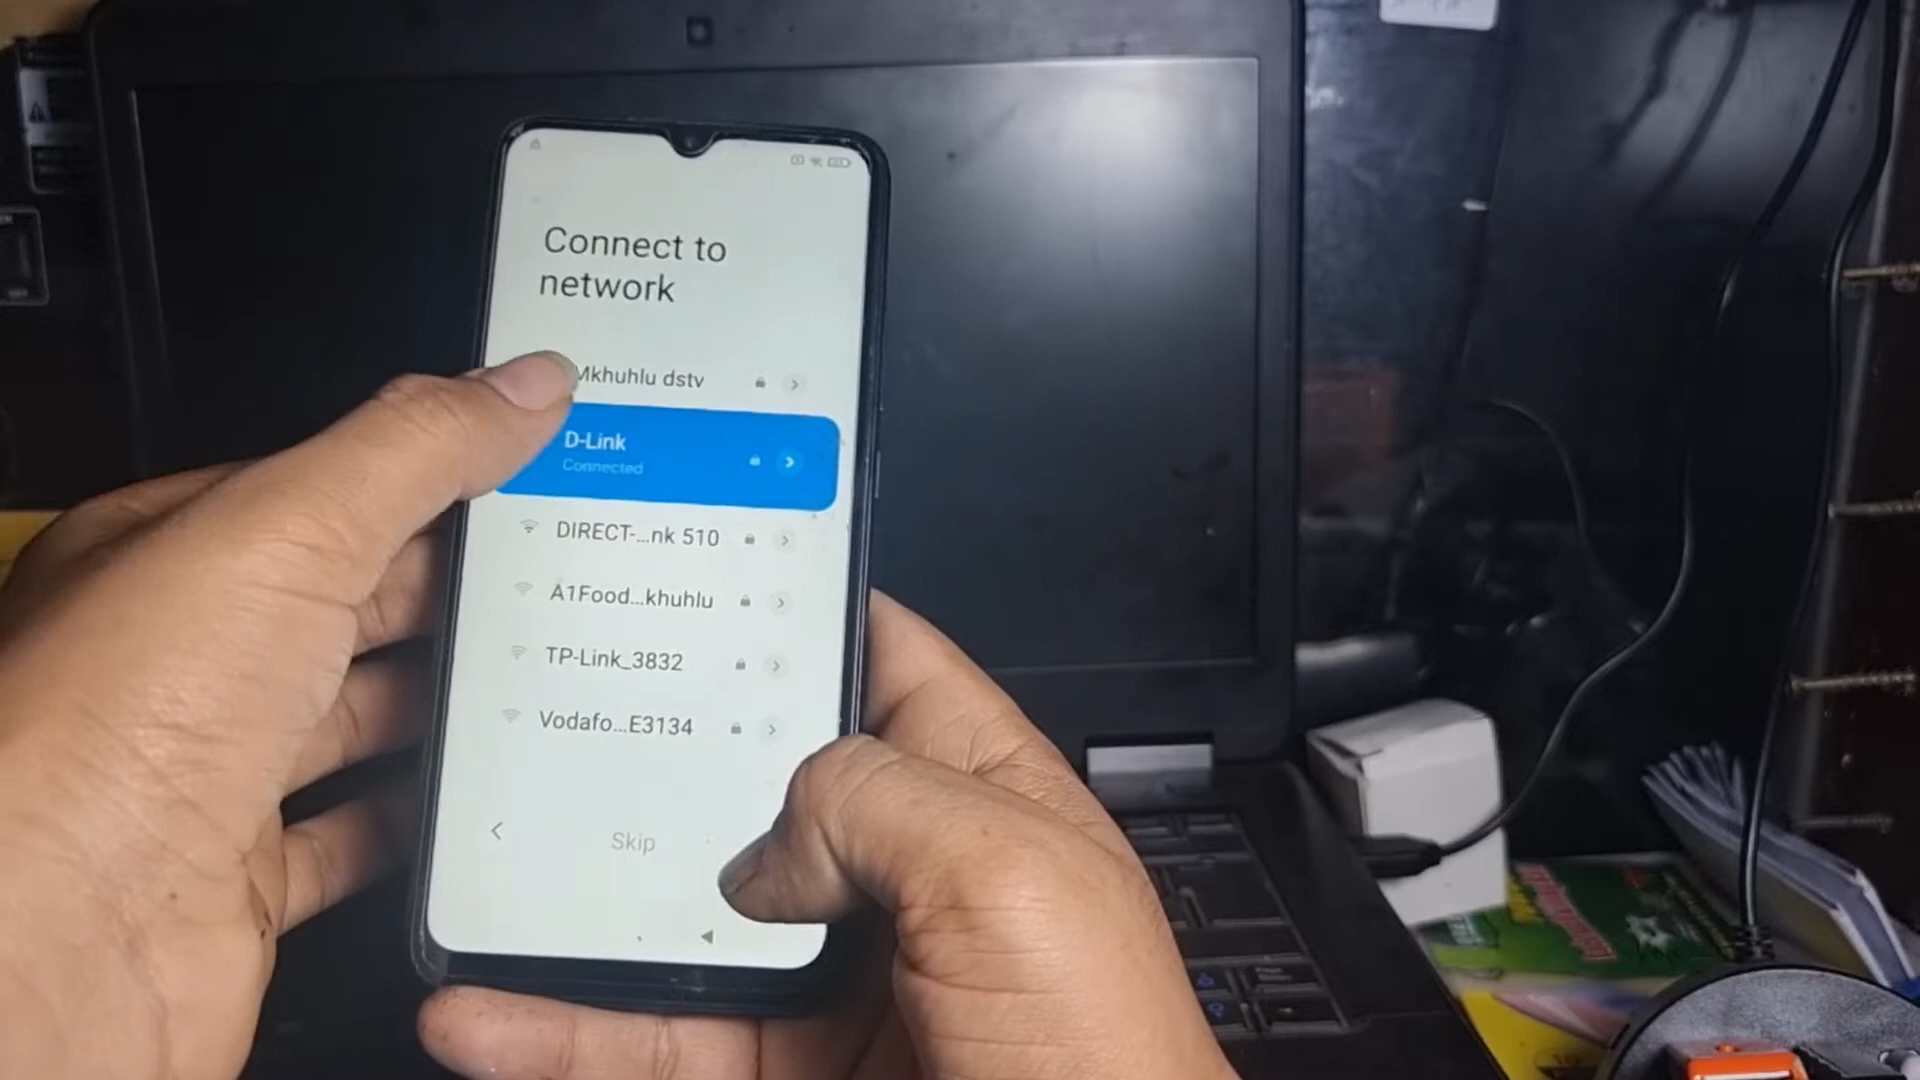 Connect to
network
Mkhuhlu dstv
D-Link
Connected
DIRECT-...nk 510
A1Food...khuhlu
TP-Link_3832
Vodafo...E3134
Skip